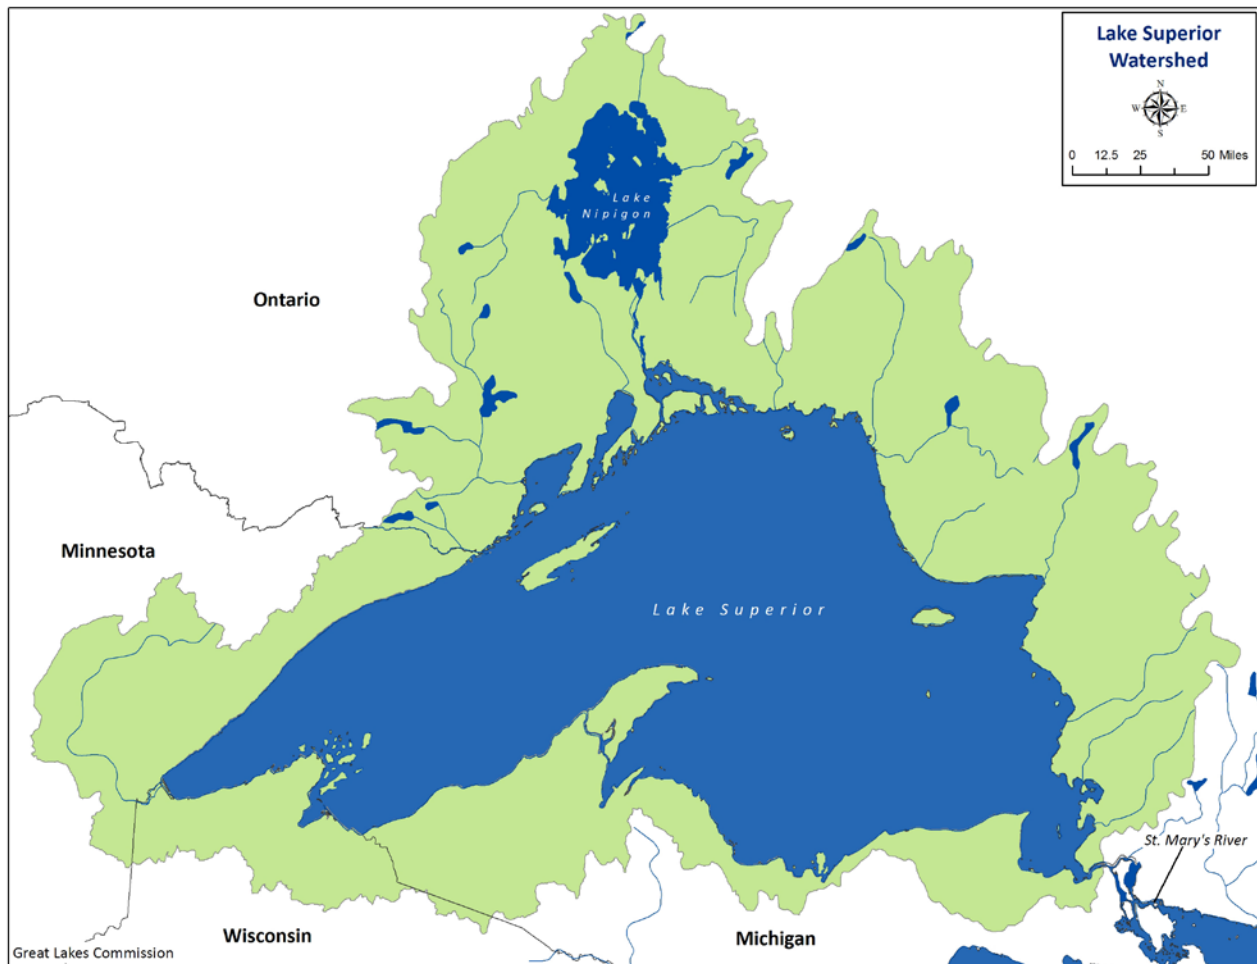 Lake Superior
Watershed
N
W E
S
0 12.5 25 50 Miles
Lake
Nipigon
Ontario
Minnesota
Lake Superior
St. Mary's River
Wisconsin
Michigan
Great Lakes Commission